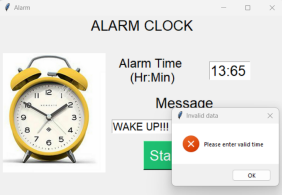 Alarm
ALARM CLOCK
Alarm Time
(Hr:Min)
13:65
Message
WAKE UP!!!
Sta
Invalid data
Please enter valid time
OK